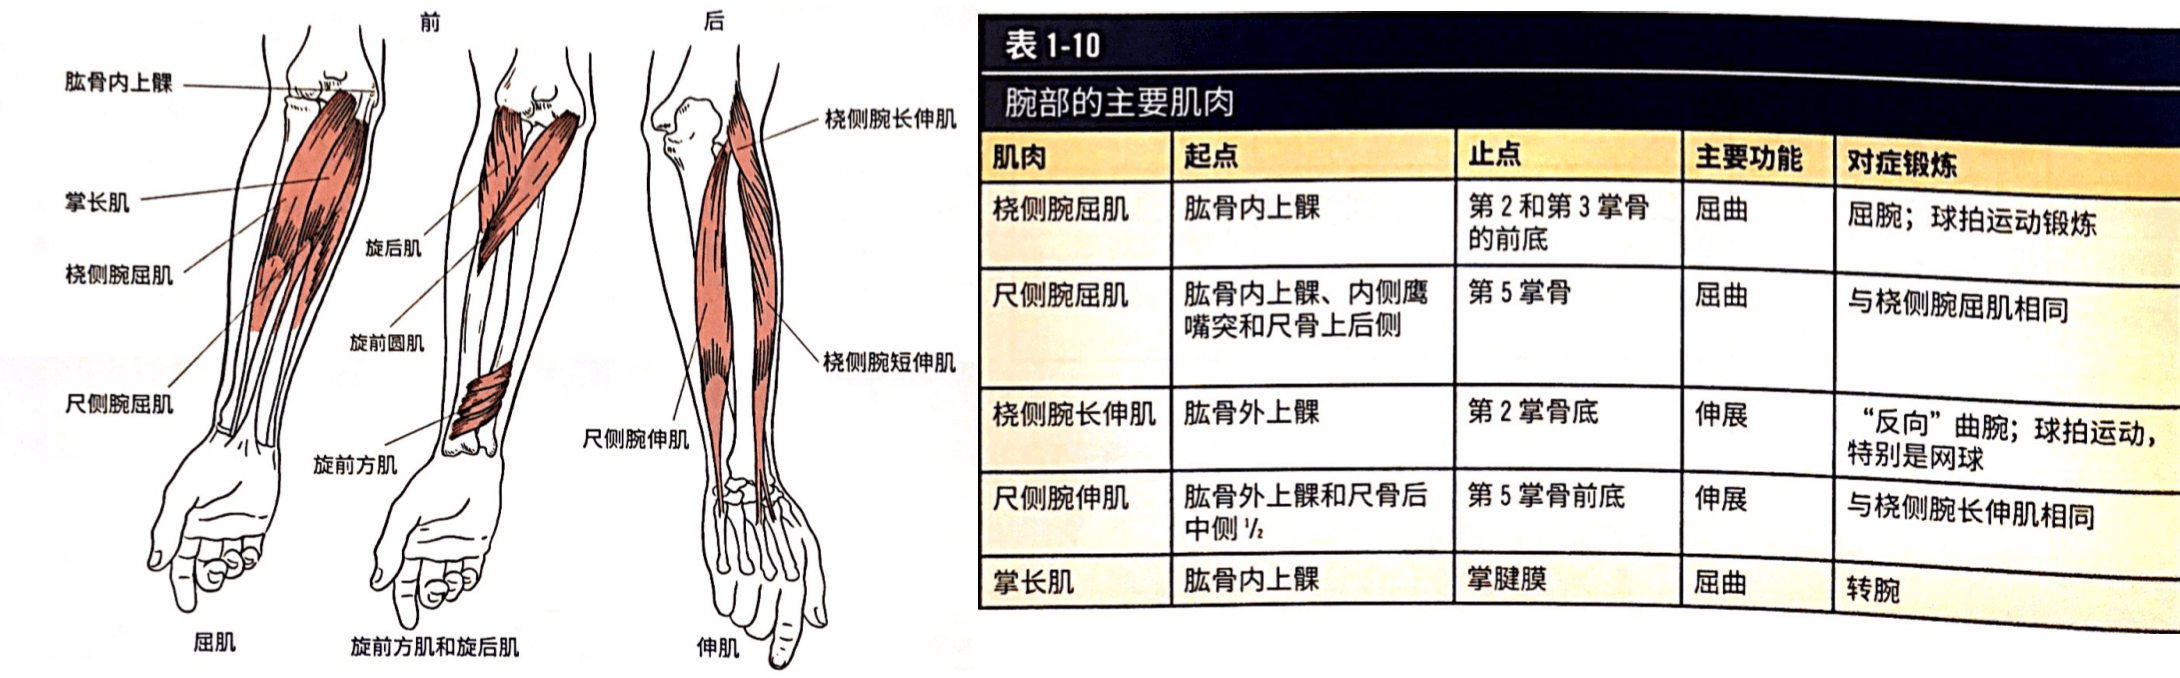 前
后
肱骨内上髁
掌长肌
桡侧腕屈肌
尺侧腕屈肌
屈肌
旋后肌
旋前圆肌
旋前方肌
旋前方肌和旋后肌
桡侧腕长伸肌
桡侧腕短伸肌
尺侧腕伸肌
伸肌
表 1-10
腕部的主要肌肉
肌肉 起点 止点 主要功能 对症锻炼
桡侧腕屈肌 肱骨内上髁 第 2 和第 3 掌骨 屈曲 屈腕；球拍运动锻炼
的前底
尺侧腕屈肌 肱骨内上髁、内侧鹰 第 5 掌骨 屈曲 与桡侧腕屈肌相同
嘴突和尺骨上后侧
桡侧腕长伸肌 肱骨外上髁 第 2 掌骨底 伸展 “反向”曲腕；球拍运动，
特别是网球
尺侧腕伸肌 肱骨外上髁和尺骨后 第 5 掌骨前底 伸展 与桡侧腕长伸肌相同
中侧 ½
掌长肌 肱骨内上髁 掌腱膜 屈曲 转腕